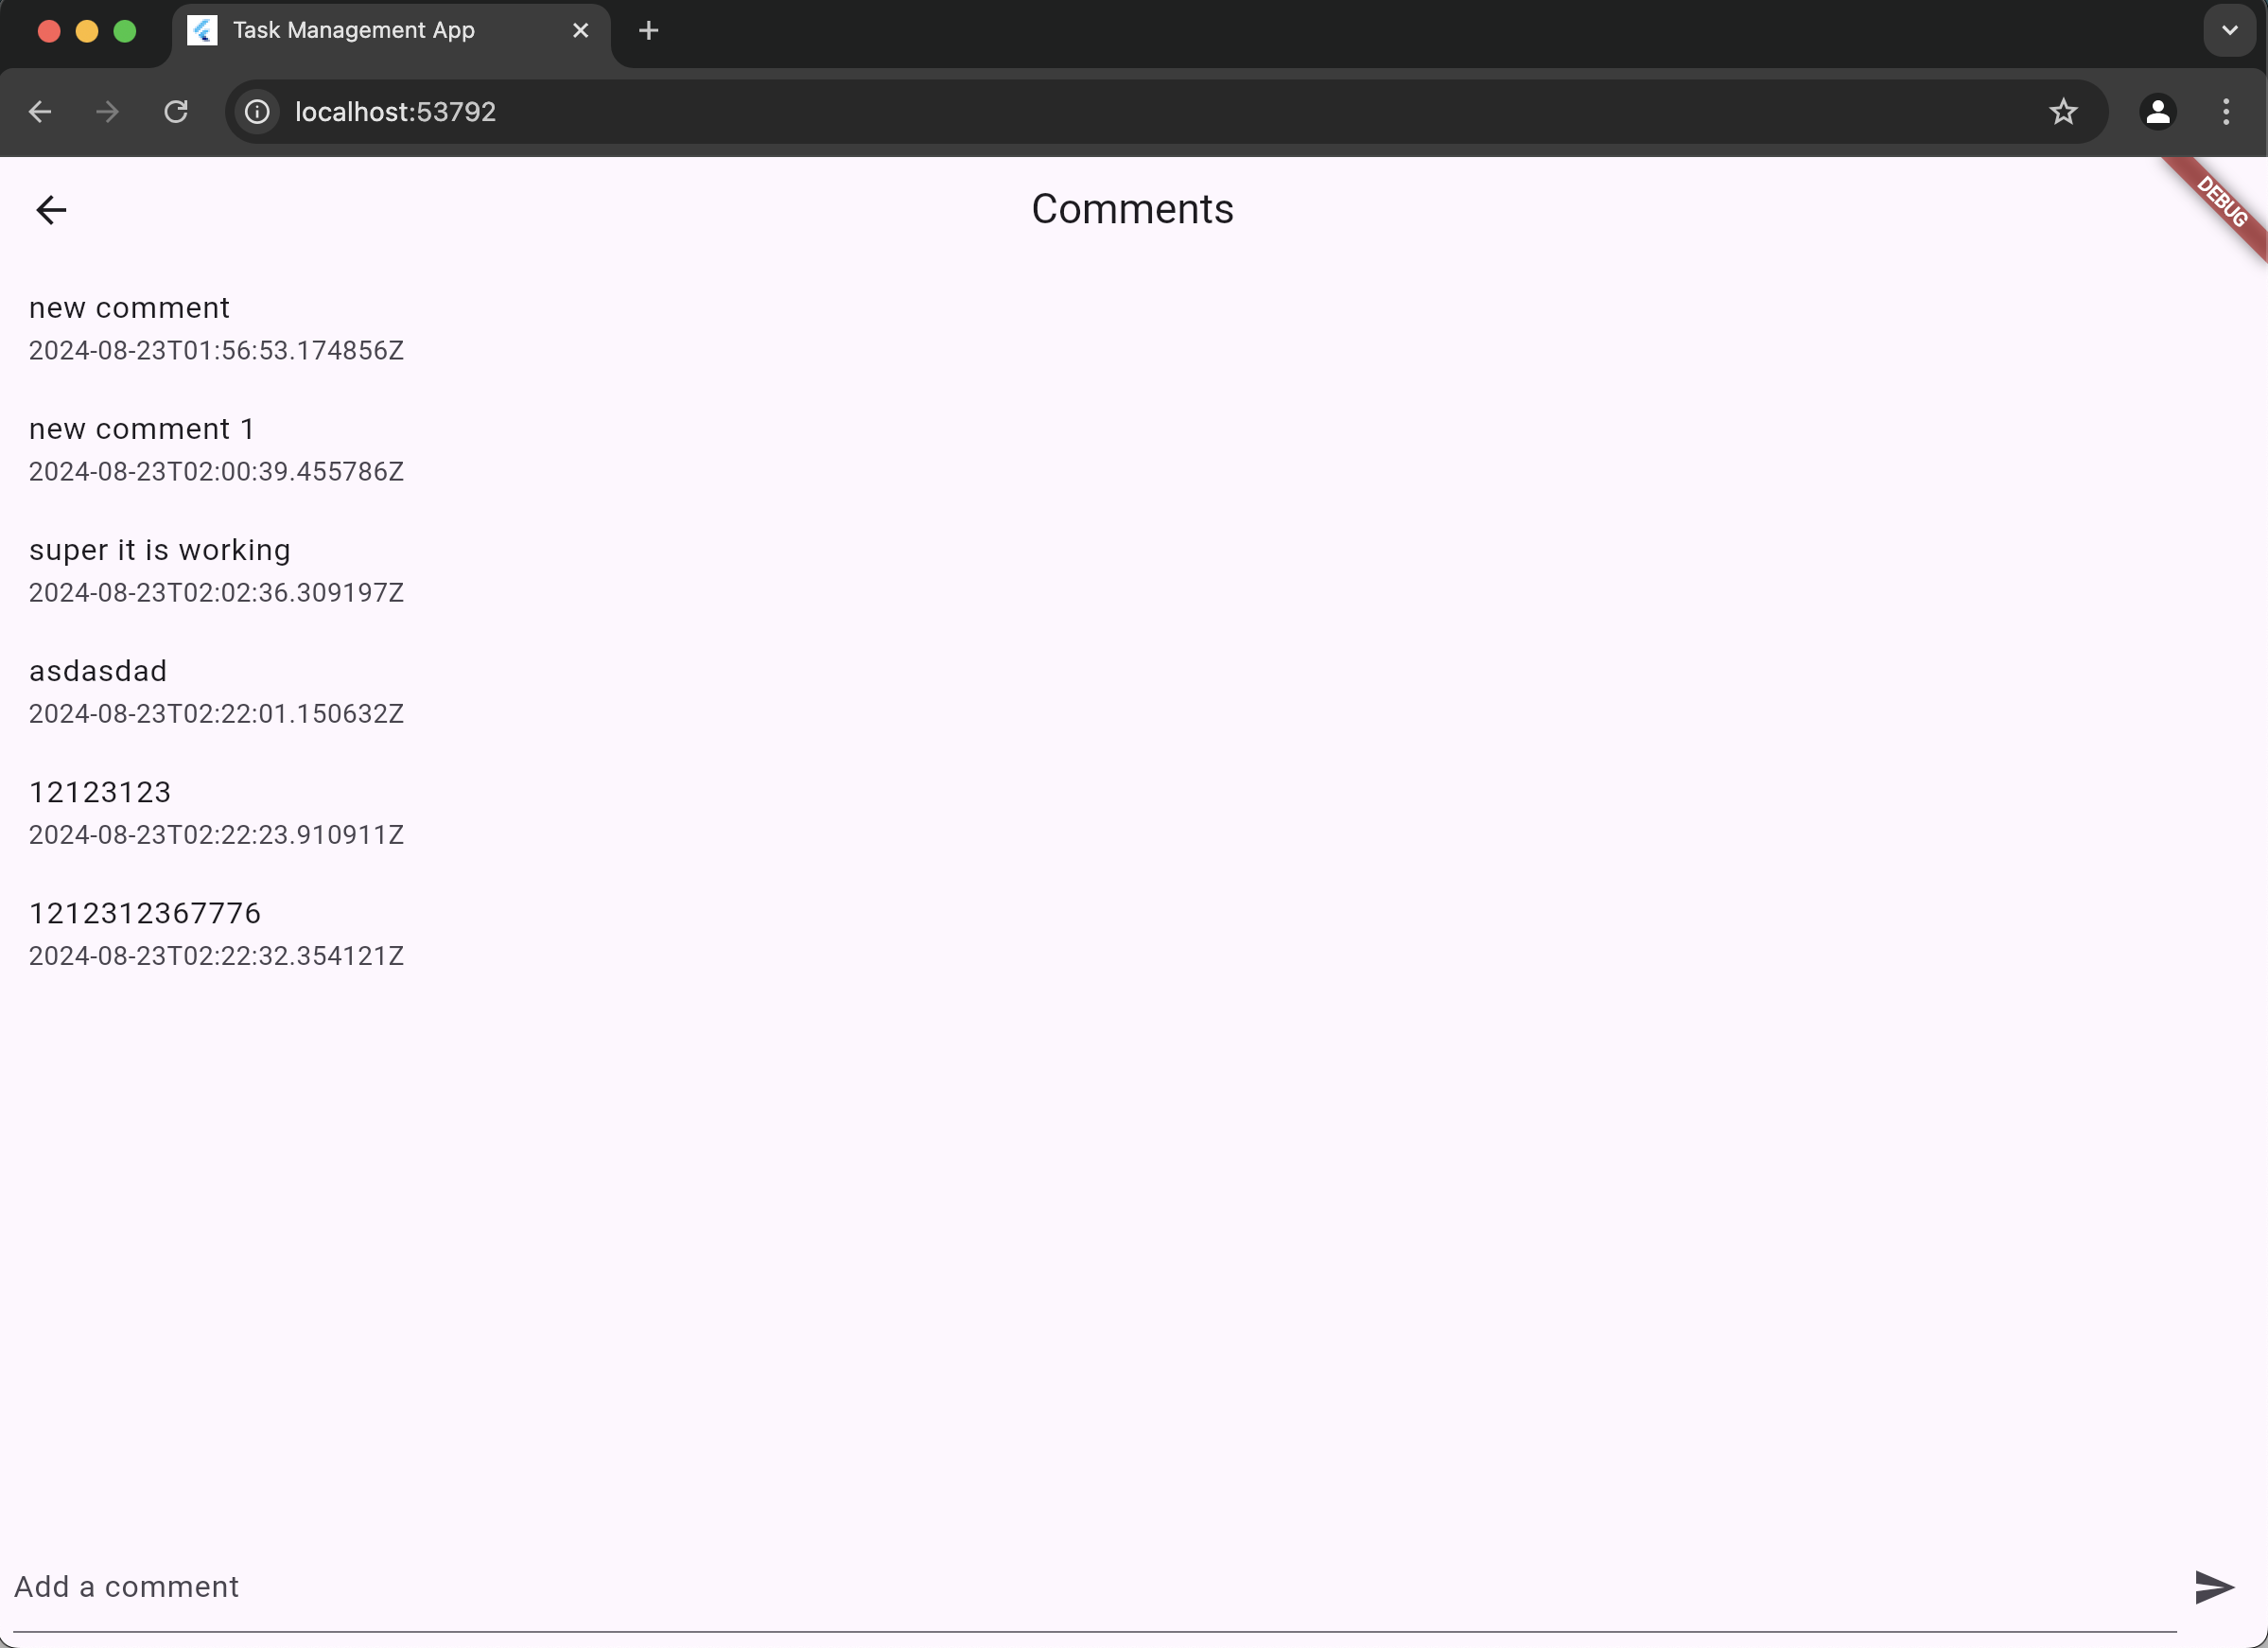 Task Management App
localhost:53792
Comments
DEBUG
new comment
2024-08-23T01:56:53.174856Z
new comment 1
2024-08-23T02:00:39.455786Z
super it is working
2024-08-23T02:02:36.309197Z
asdasdad
2024-08-23T02:22:01.150632Z
12123123
2024-08-23T02:22:23.910911Z
1212312367776
2024-08-23T02:22:32.354121Z
Add a comment